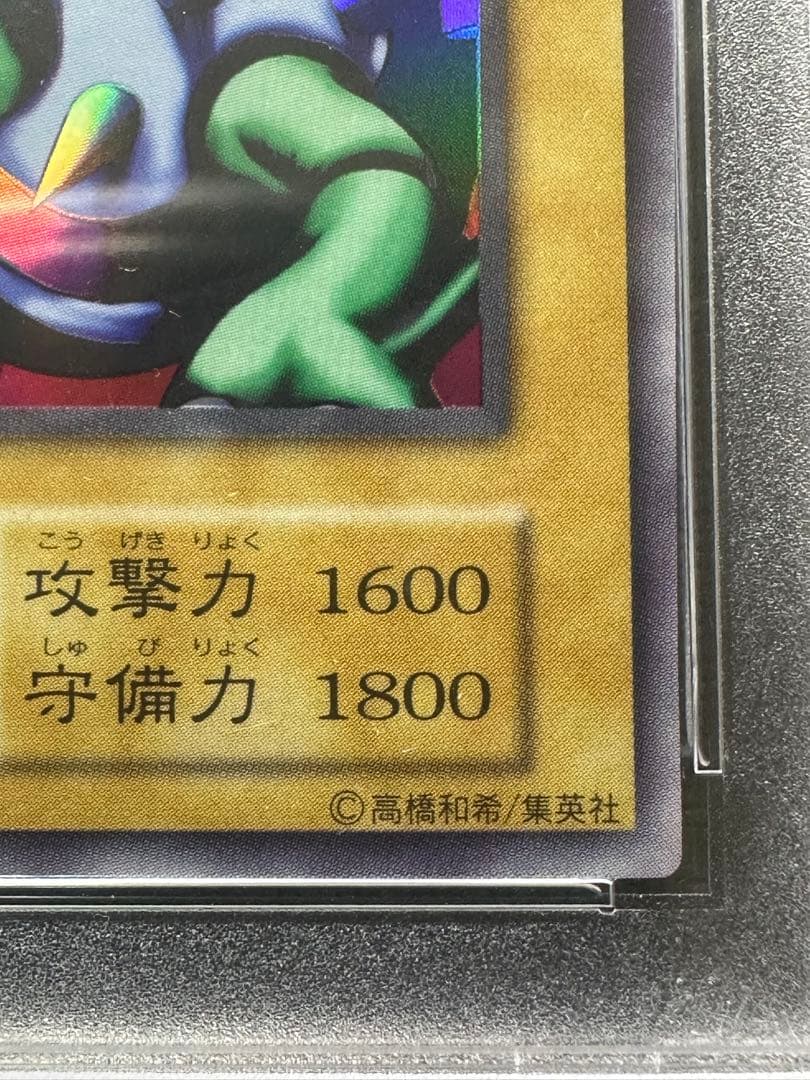 こう げき りょく
攻撃力 1600
しゅ び りょく
守備力 1800
©高橋和希/集英社